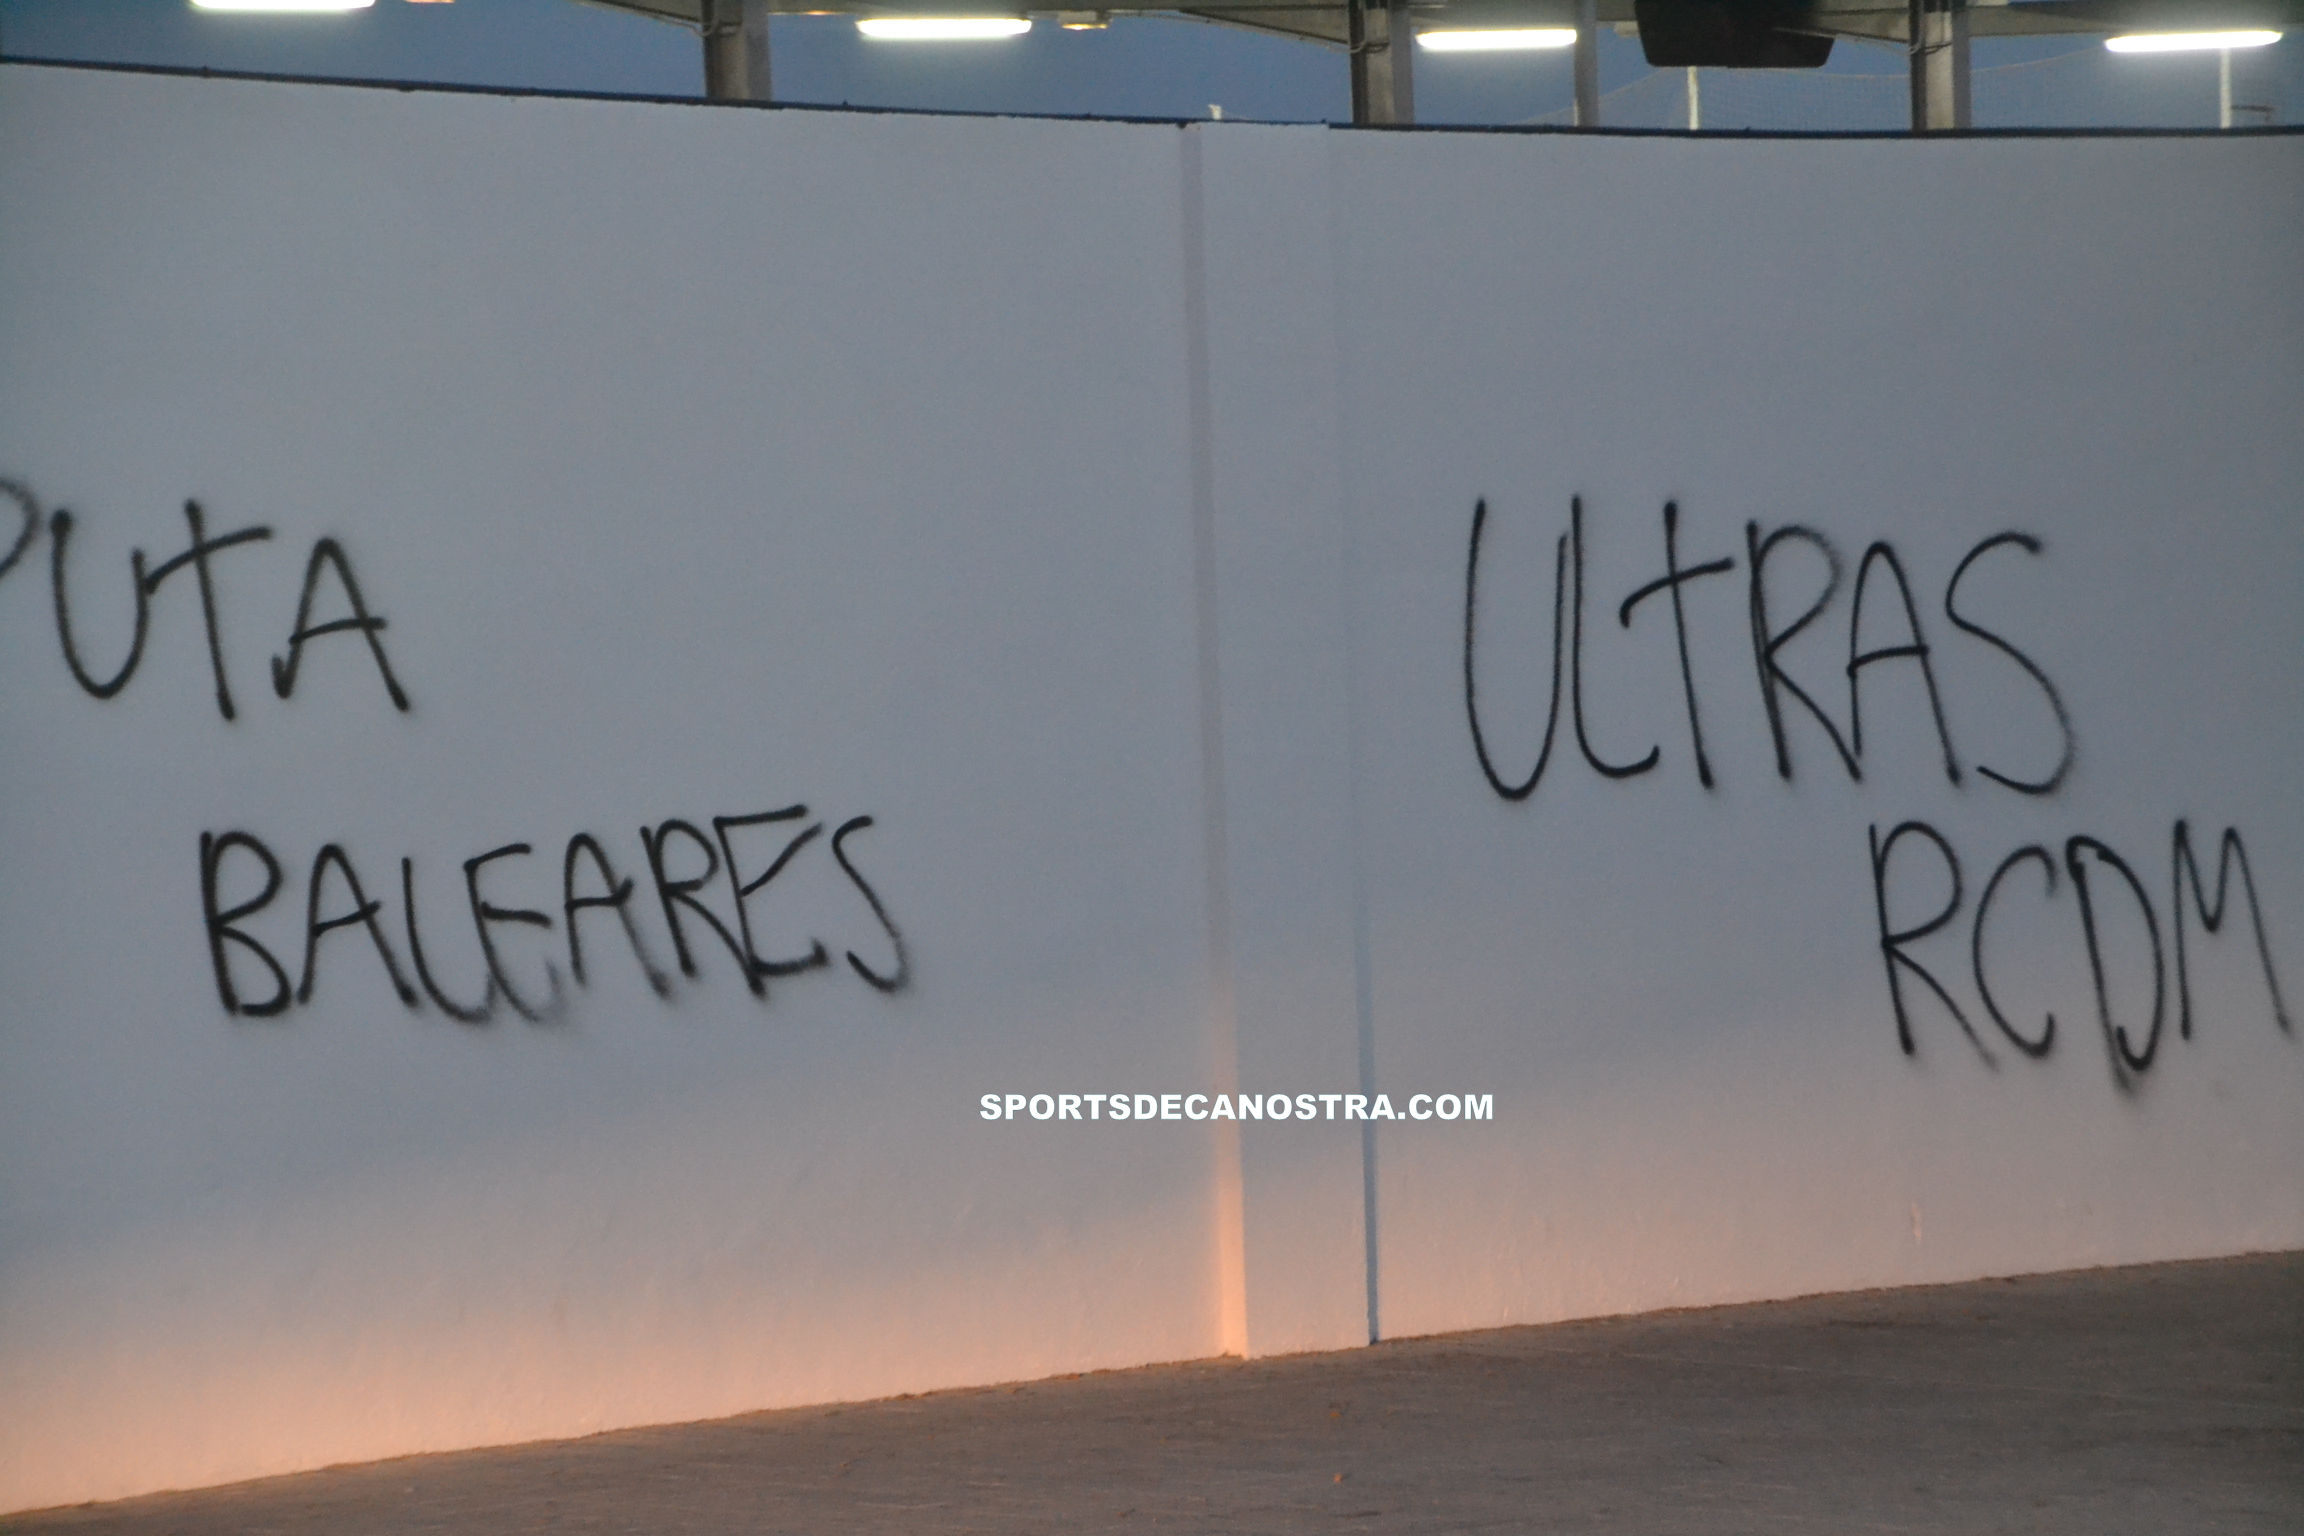 PUTA
BALEARES
ULTRAS
RCDM
SPORTSDECANOSTRA.COM